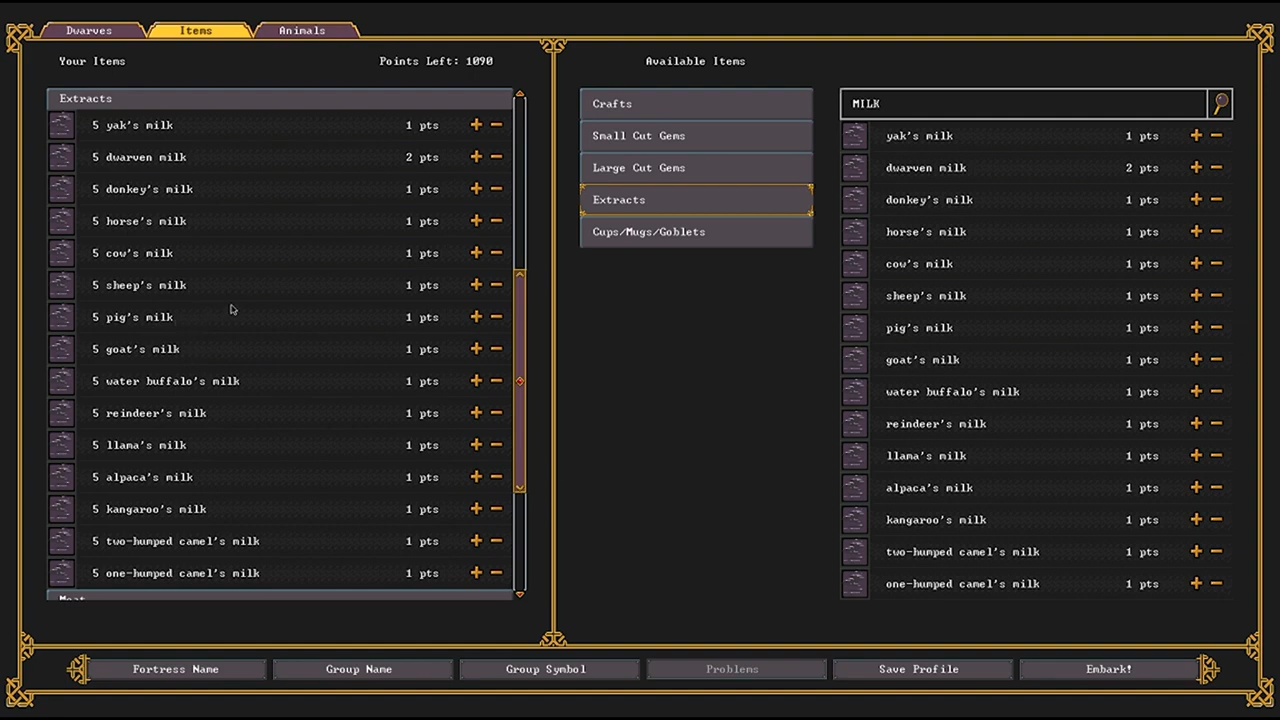 Dwarves Items Animals
Your Items Points Left: 1090
Extracts
5 yak's milk 1 pts + -
5 dwarven milk 2 pts + -
5 donkey's milk 1 pts + -
5 horse's milk 1 pts + -
5 cow's milk 1 pts + -
5 sheep's milk 1 pts + -
5 pig's milk 1 pts + -
5 goat's milk 1 pts + -
5 water buffalo's milk 1 pts + -
5 reindeer's milk 1 pts + -
5 llama's milk 1 pts + -
5 alpaca's milk 1 pts + -
5 kangaroo's milk 1 pts + -
5 two-humped camel's milk 1 pts + -
5 one-humped camel's milk 1 pts + -
Available Items
Crafts
Small Cut Gems
Large Cut Gems
Extracts
Cups/Mugs/Goblets
MILK
yak's milk 1 pts + -
dwarven milk 2 pts + -
donkey's milk 1 pts + -
horse's milk 1 pts + -
cow's milk 1 pts + -
sheep's milk 1 pts + -
pig's milk 1 pts + -
goat's milk 1 pts + -
water buffalo's milk 1 pts + -
reindeer's milk 1 pts + -
llama's milk 1 pts + -
alpaca's milk 1 pts + -
kangaroo's milk 1 pts + -
two-humped camel's milk 1 pts + -
one-humped camel's milk 1 pts + -
Fortress Name Group Name Group Symbol Problems Save Profile Embark!